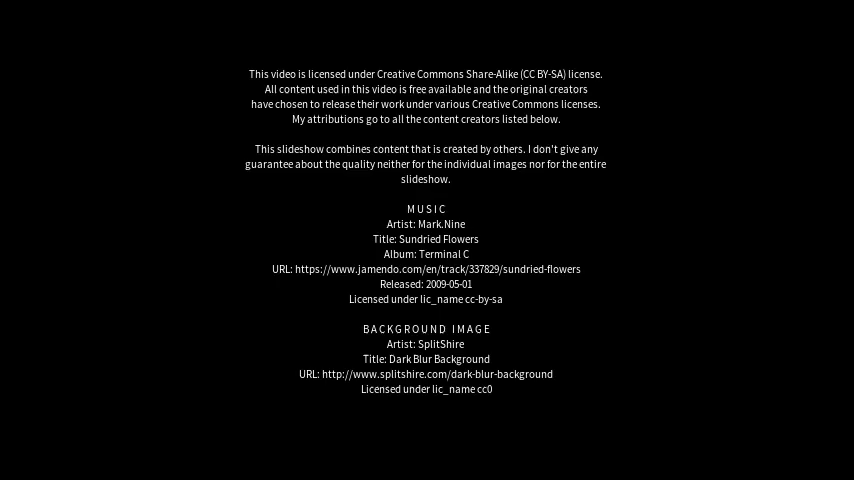 This video is licensed under Creative Commons Share-Alike (CC BY-SA) license.
All content used in this video is free available and the original creators
have chosen to release their work under various Creative Commons licenses.
My attributions go to all the content creators listed below.
This slideshow combines content that is created by others. I don't give any
guarantee about the quality neither for the individual images nor for the entire
slideshow.
M U S I C
Artist: Mark.Nine
Title: Sundried Flowers
Album: Terminal C
URL: https://www.jamendo.com/en/track/337829/sundried-flowers
Released: 2009-05-01
Licensed under lic_name cc-by-sa
B A C K G R O U N D   I M A G E
Artist: SplitShire
Title: Dark Blur Background
URL: http://www.splitshire.com/dark-blur-background
Licensed under lic_name cc0